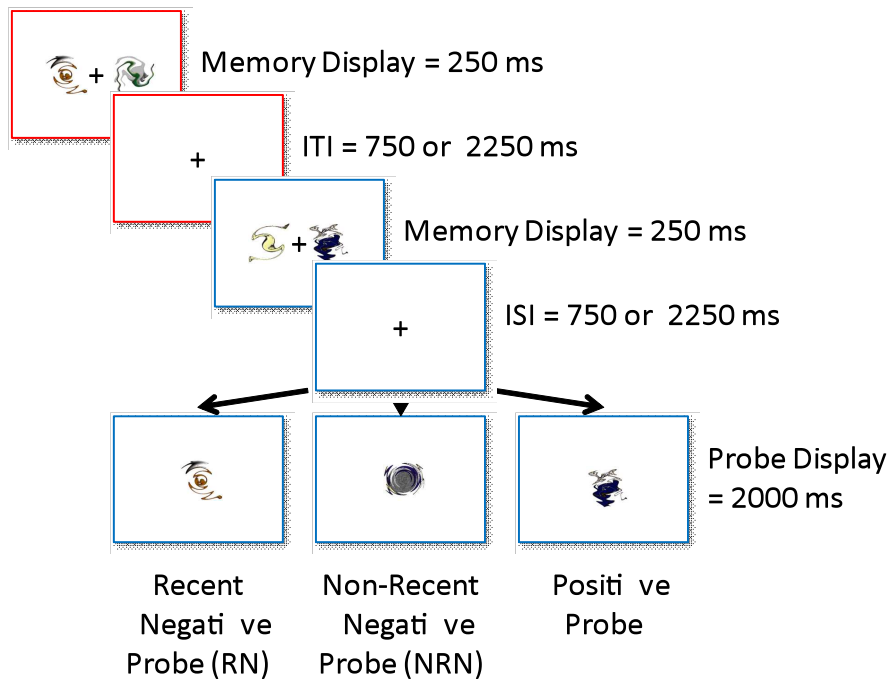 Memory Display = 250 ms
ITI = 750 or  2250 ms
Memory Display = 250 ms
ISI = 750 or  2250 ms
Probe Display
= 2000 ms
Recent
Negati ve
Probe (RN)
Non-Recent
Negati ve
Probe (NRN)
Positi ve
Probe